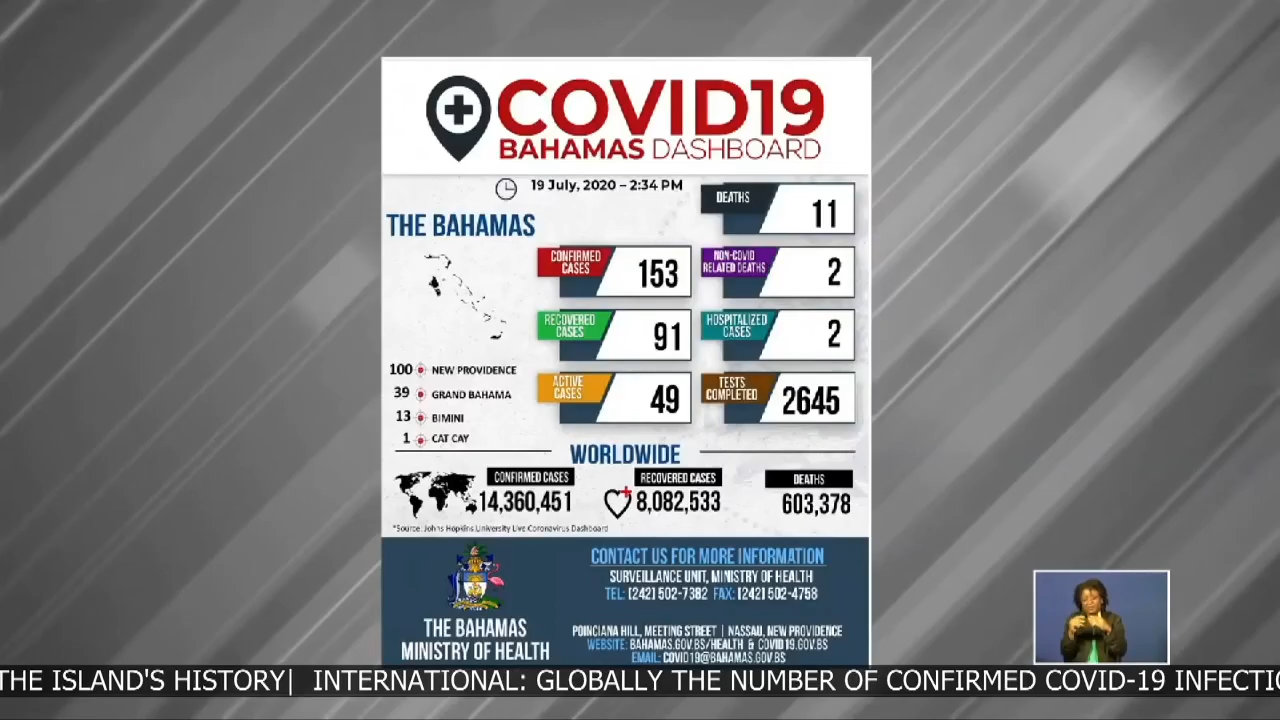 COVID19
BAHAMAS DASHBOARD
19 July, 2020 – 2:34 PM
THE BAHAMAS
DEATHS
11
CONFIRMED
CASES
153
NON-COVID
RELATED DEATHS
2
RECOVERED
CASES
91
HOSPITALIZED
CASES
2
ACTIVE
CASES
49
TESTS
COMPLETED
2645
100 NEW PROVIDENCE
39 GRAND BAHAMA
13 BIMINI
1 CAT CAY
WORLDWIDE
CONFIRMED CASES
14,360,451
RECOVERED CASES
8,082,533
DEATHS
603,378
*Source: Johns Hopkins University Live Coronavirus Dashboard
THE BAHAMAS
MINISTRY OF HEALTH
CONTACT US FOR MORE INFORMATION
SURVEILLANCE UNIT, MINISTRY OF HEALTH
TEL: (242) 502-7382 FAX: (242) 502-4758
POINCIANA HILL, MEETING STREET | NASSAU, NEW PROVIDENCE
WEBSITE: BAHAMAS.GOV.BS/HEALTH & COVID19.GOV.BS
EMAIL: COVID19@BAHAMAS.GOV.BS
THE ISLAND'S HISTORY| INTERNATIONAL: GLOBALLY THE NUMBER OF CONFIRMED COVID-19 INFECTIO